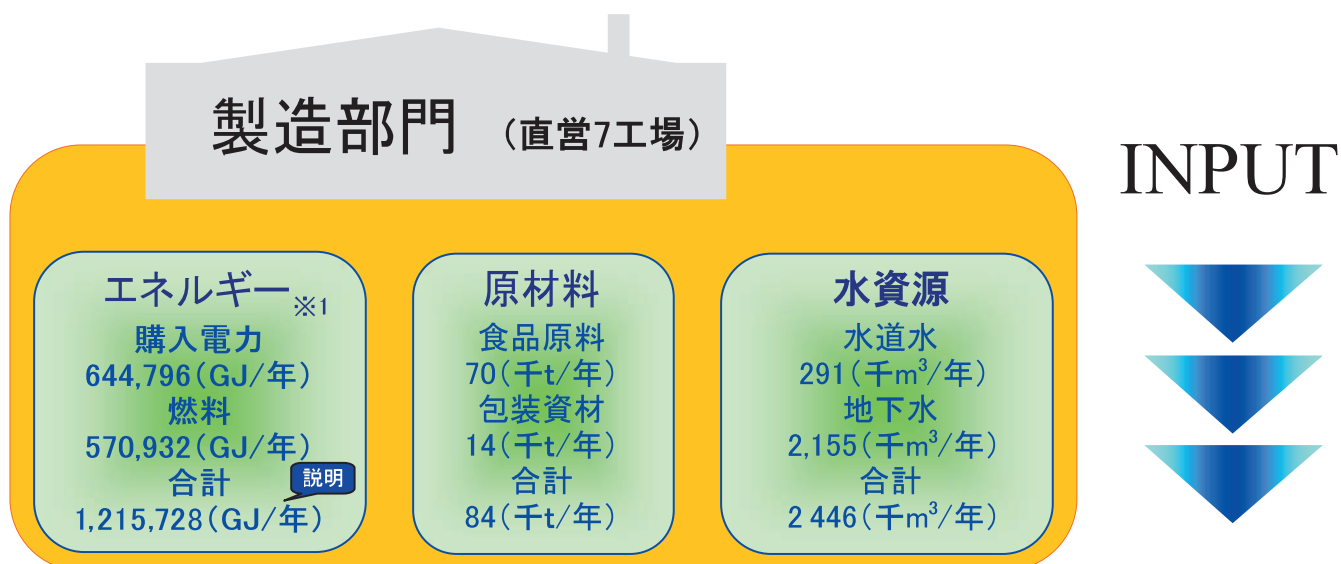 製造部門 (直営7工場)
INPUT
エネルギー※1
購入電力
644,796(GJ/年)
燃料
570,932(GJ/年)
合計
説明
1,215,728(GJ/年)
原材料
食品原料
70(千t/年)
包装資材
14(千t/年)
合計
84(千t/年)
水資源
水道水
291(千m³/年)
地下水
2,155(千m³/年)
合計
2 446(千m³/年)